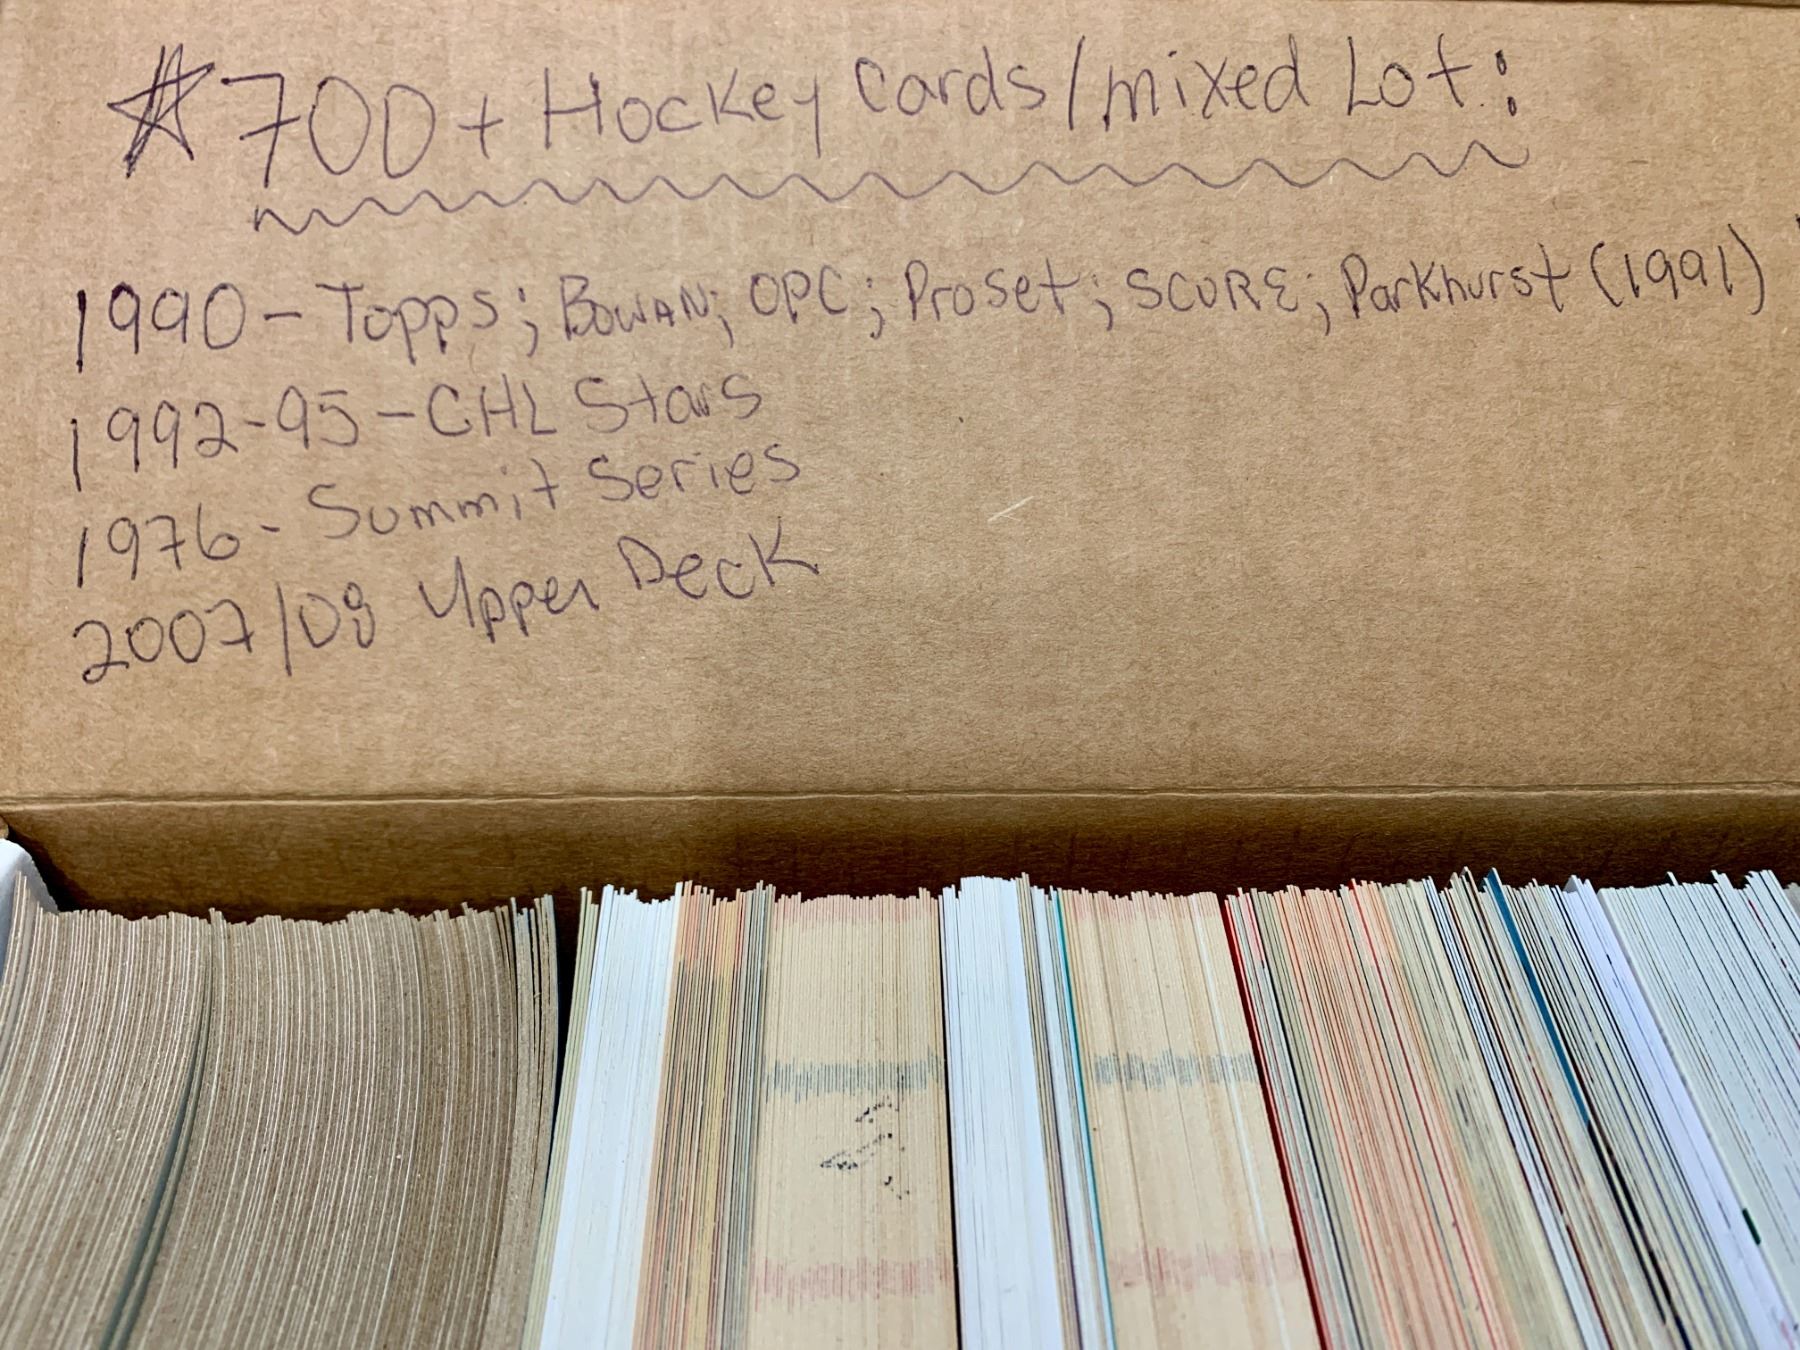 ☆700+ Hockey Cards/mixed Lot:
1990- Topps; BOWAN; OPC; Proset; SCORE; Parkhurst (1991)
1992-95-CHL Stars
1976- Summit Series
2007/08 Upper Deck